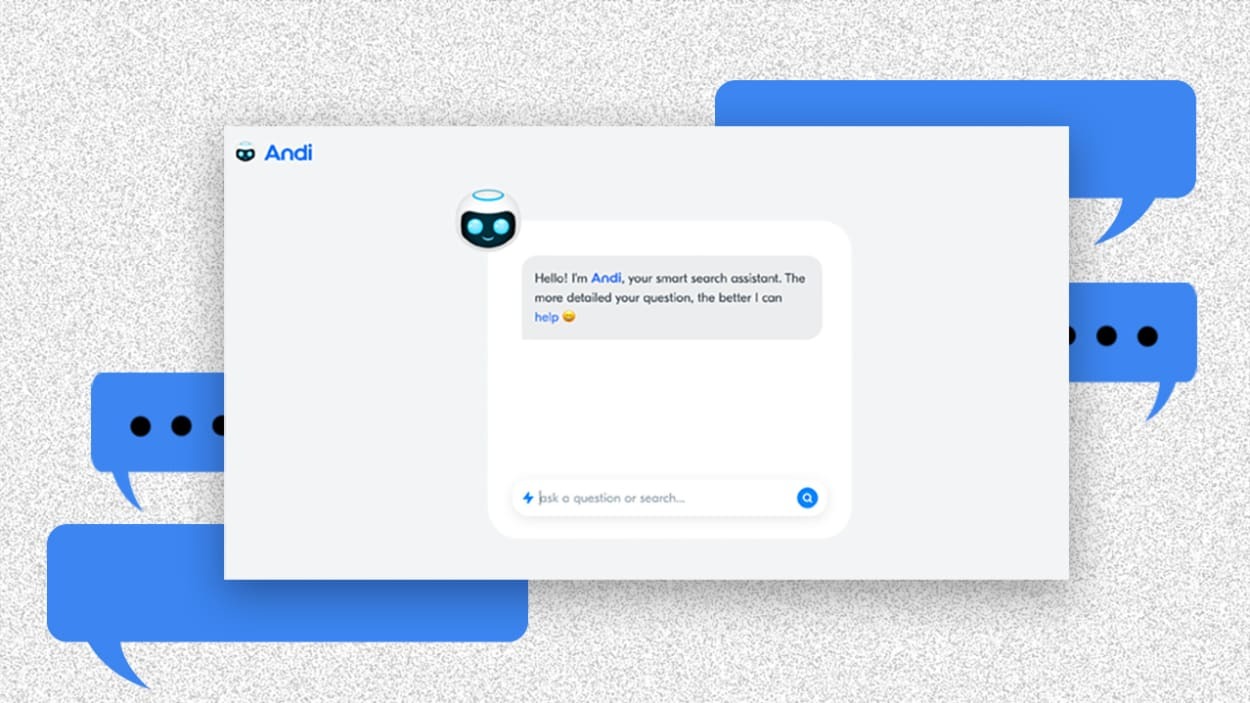 Andi
Hello! I'm Andi, your smart search assistant. The
more detailed your question, the better I can
help 😄
ask a question or search...